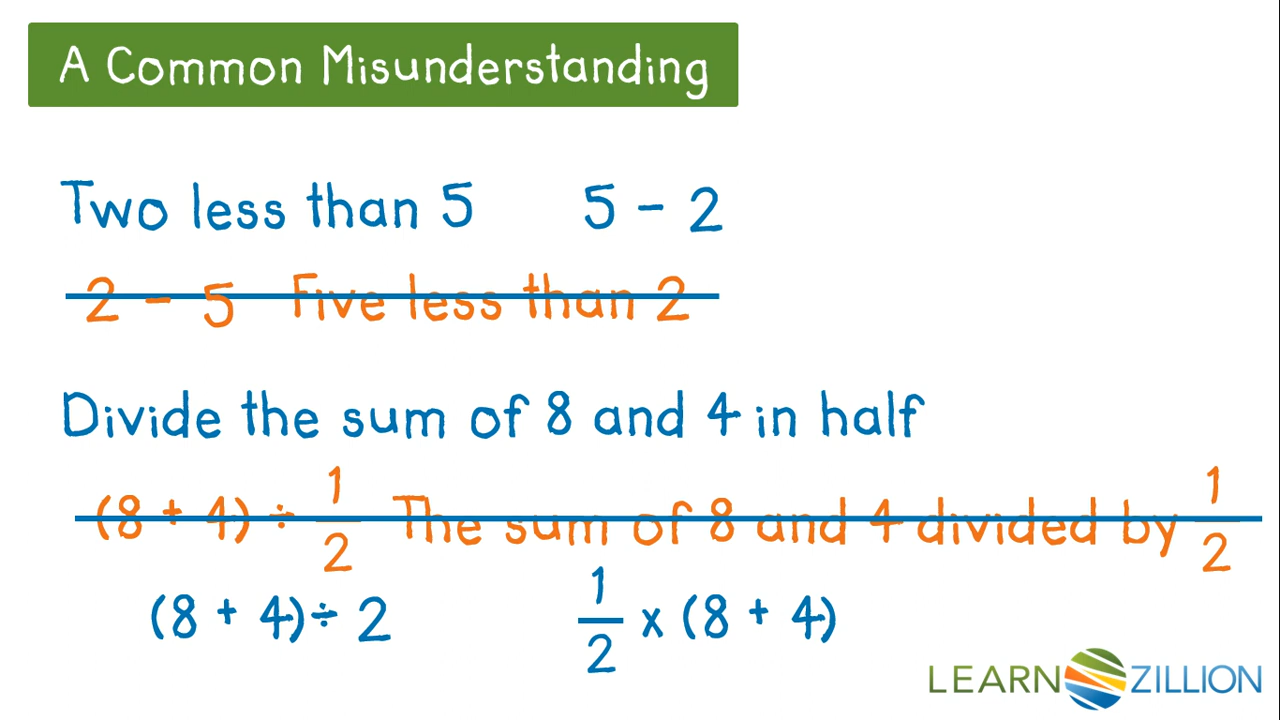 A Common Misunderstanding
Two less than 5 5 - 2
2 - 5 Five less than 2
Divide the sum of 8 and 4 in half
(8 + 4) ÷ 1/2 The sum of 8 and 4 divided by 1/2
(8 + 4) ÷ 2 1/2 x (8 + 4)
LEARN ZILLION